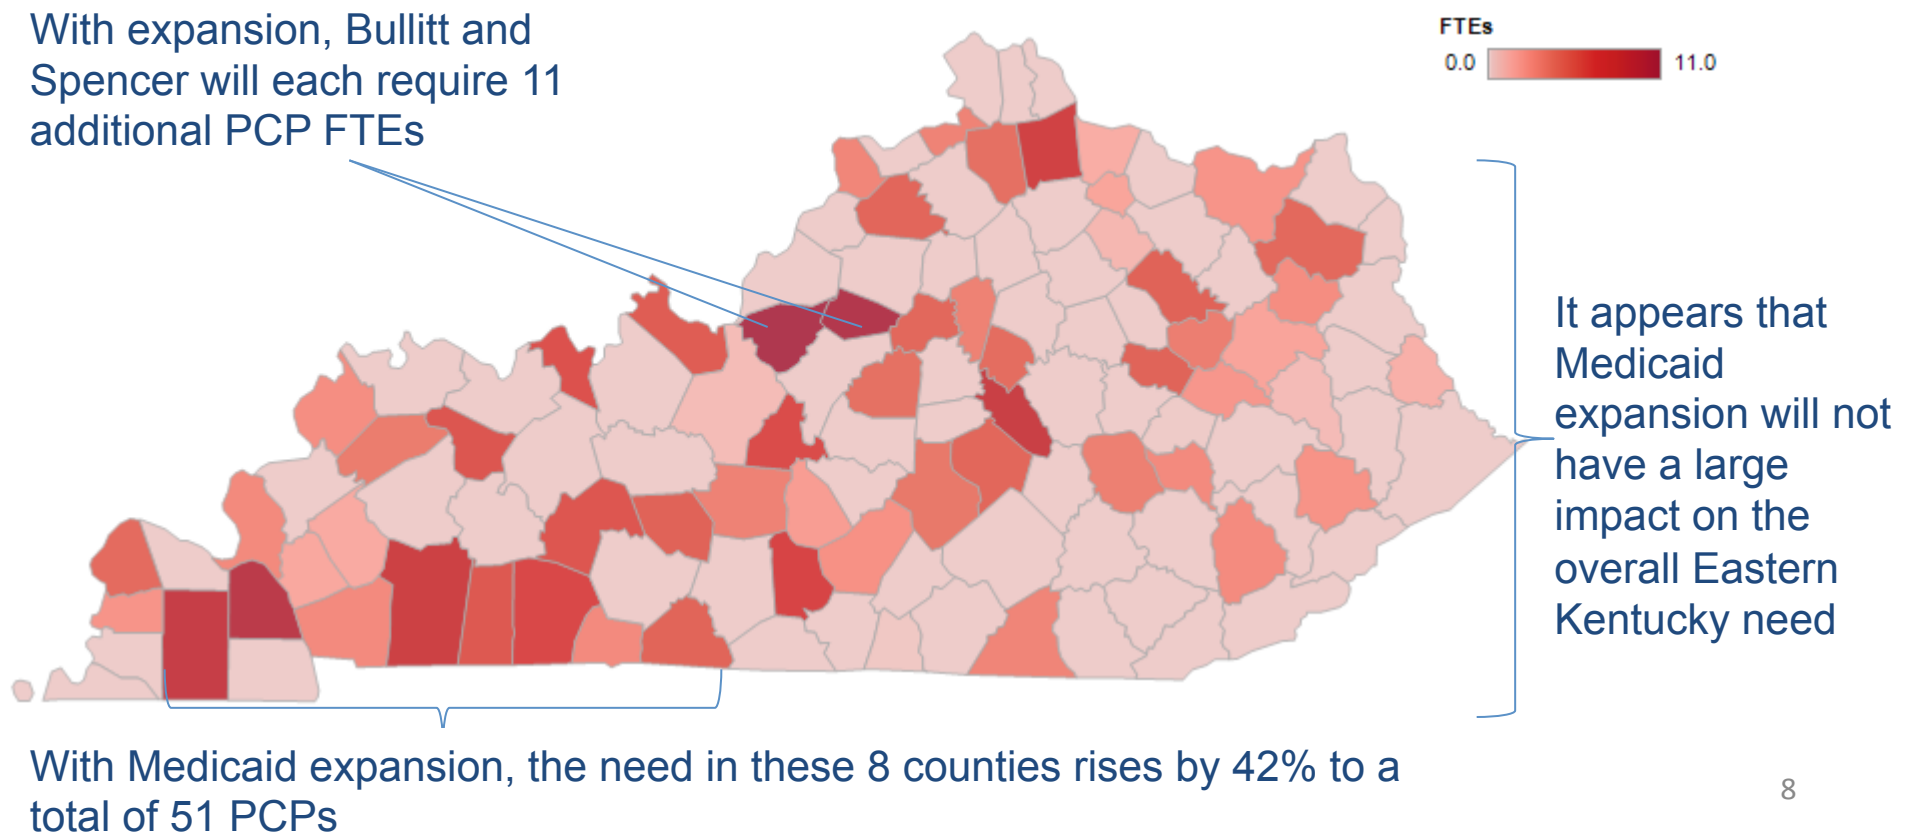 With expansion, Bullitt and
Spencer will each require 11
additional PCP FTEs
FTEs
0.0 11.0
It appears that
Medicaid
expansion will not
have a large
impact on the
overall Eastern
Kentucky need
With Medicaid expansion, the need in these 8 counties rises by 42% to a
total of 51 PCPs
8